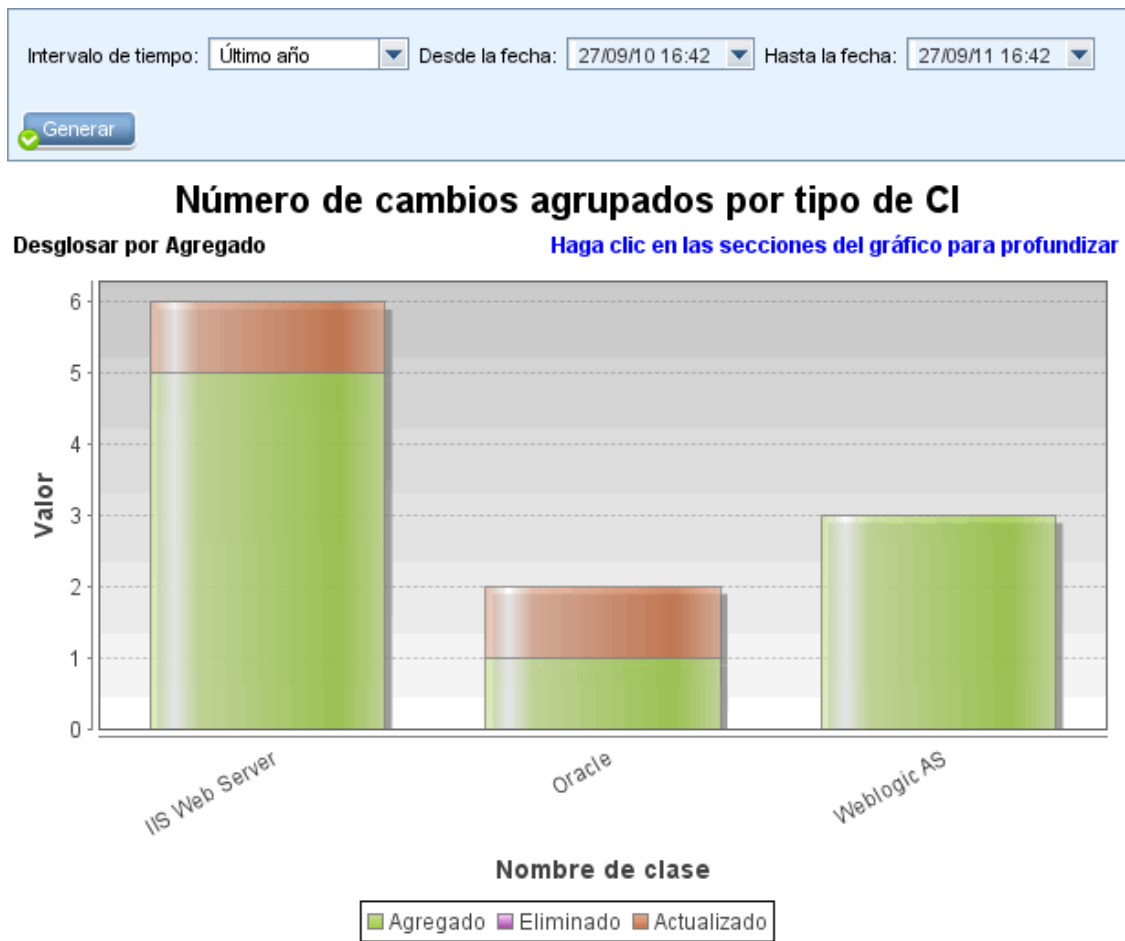 Intervalo de tiempo: Último año Desde la fecha: 27/09/10 16:42 Hasta la fecha: 27/09/11 16:42
Generar
Número de cambios agrupados por tipo de CI
Desglosar por Agregado Haga clic en las secciones del gráfico para profundizar
6
5
4
3
2
1
0
Valor
IIS Web Server Oracle Weblogic AS
Nombre de clase
Agregado Eliminado Actualizado